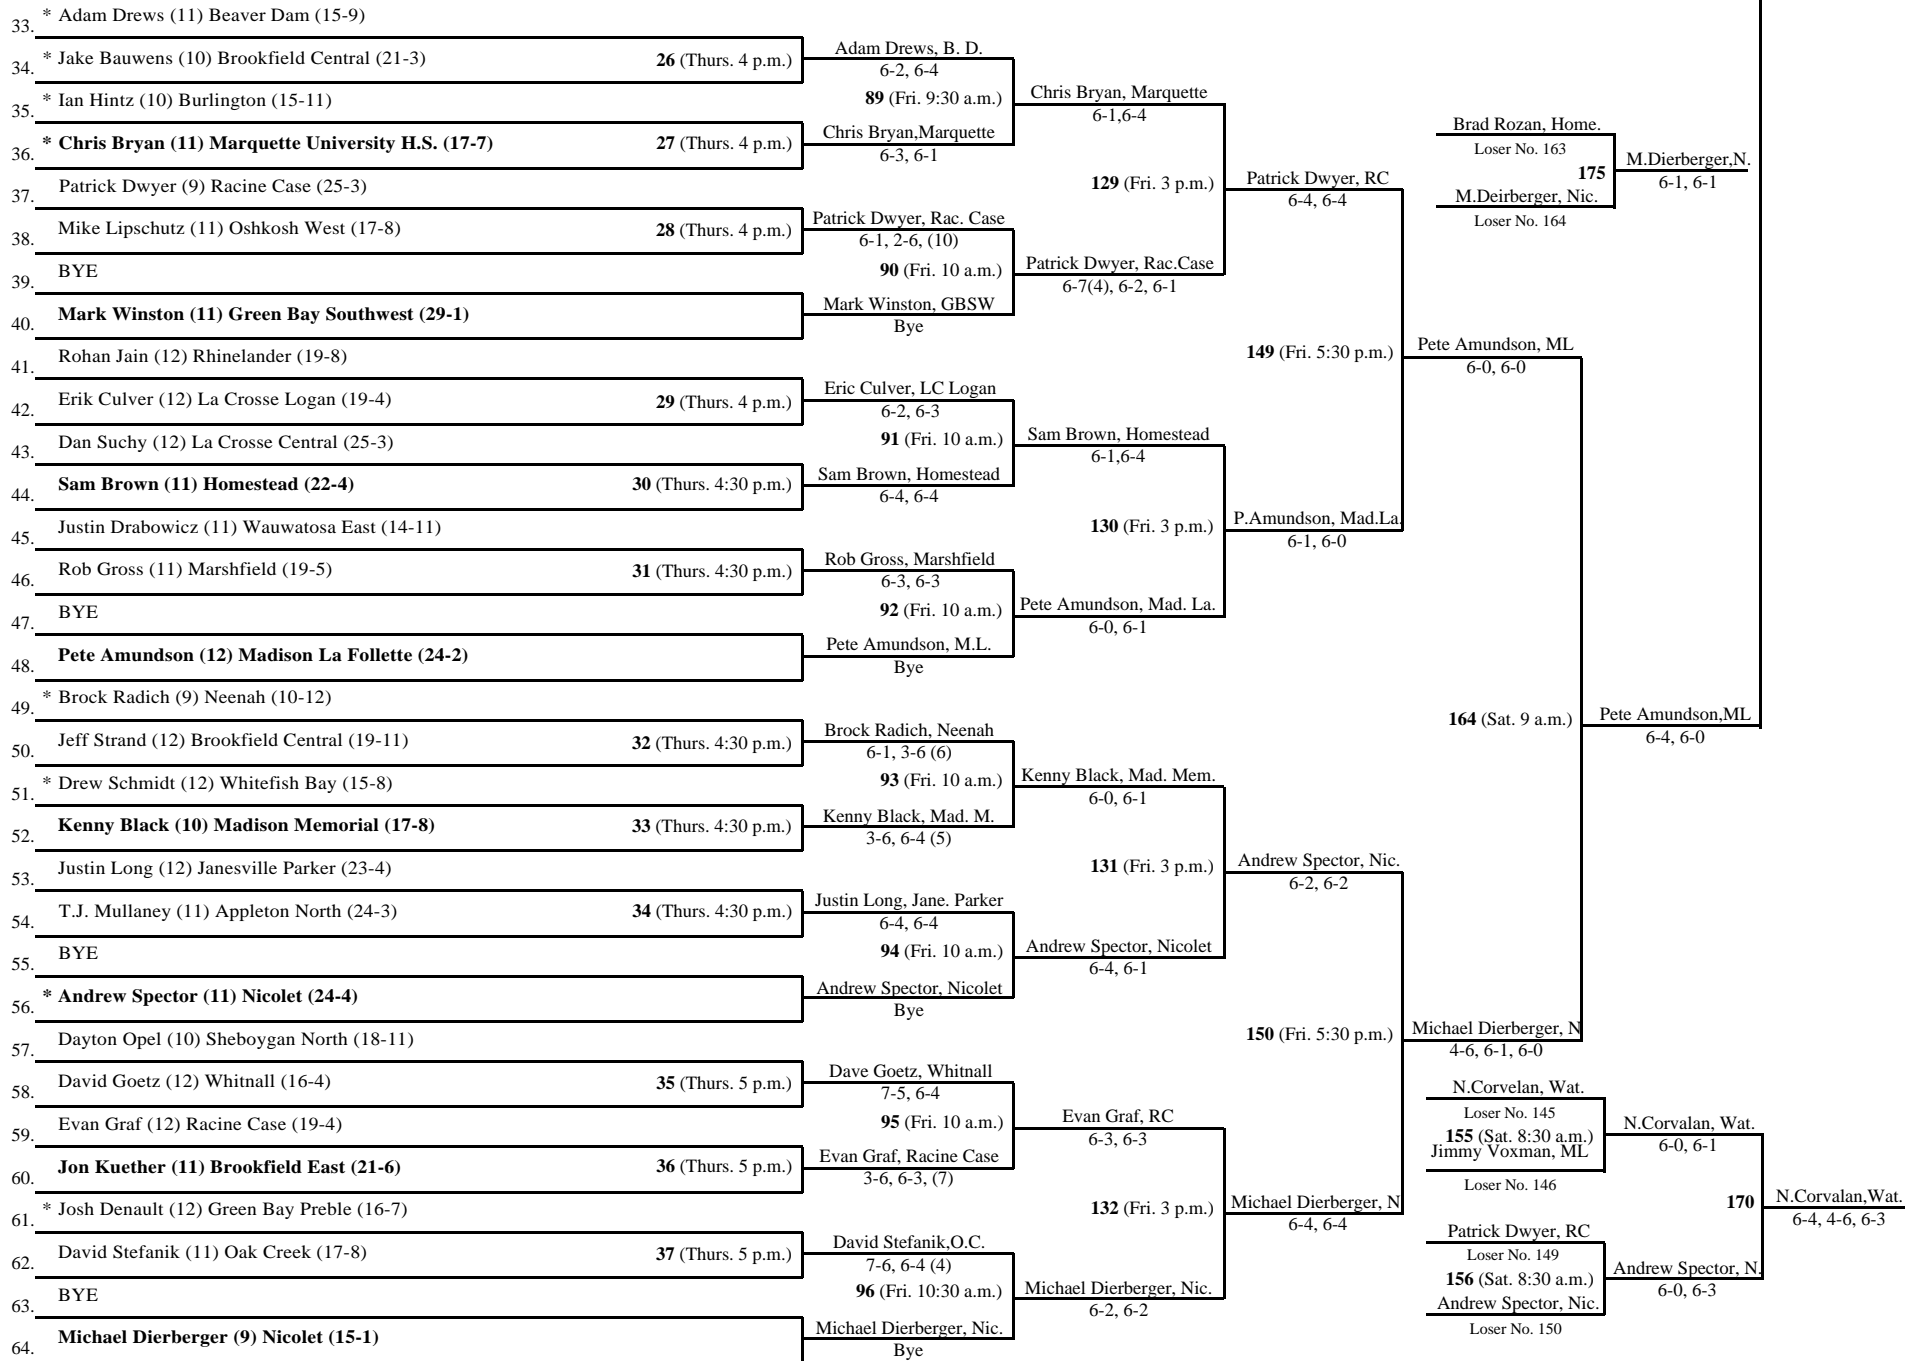 33. * Adam Drews (11) Beaver Dam (15-9)
34. * Jake Bauwens (10) Brookfield Central (21-3) 26 (Thurs. 4 p.m.)
35. * Ian Hintz (10) Burlington (15-11)
36. * Chris Bryan (11) Marquette University H.S. (17-7) 27 (Thurs. 4 p.m.)
37. Patrick Dwyer (9) Racine Case (25-3)
38. Mike Lipschutz (11) Oshkosh West (17-8) 28 (Thurs. 4 p.m.)
39. BYE
40. Mark Winston (11) Green Bay Southwest (29-1)
41. Rohan Jain (12) Rhinelander (19-8)
42. Erik Culver (12) La Crosse Logan (19-4) 29 (Thurs. 4 p.m.)
43. Dan Suchy (12) La Crosse Central (25-3)
44. Sam Brown (11) Homestead (22-4) 30 (Thurs. 4:30 p.m.)
45. Justin Drabowicz (11) Wauwatosa East (14-11)
46. Rob Gross (11) Marshfield (19-5) 31 (Thurs. 4:30 p.m.)
47. BYE
48. Pete Amundson (12) Madison La Follette (24-2)
49. * Brock Radich (9) Neenah (10-12)
50. Jeff Strand (12) Brookfield Central (19-11) 32 (Thurs. 4:30 p.m.)
51. * Drew Schmidt (12) Whitefish Bay (15-8)
52. Kenny Black (10) Madison Memorial (17-8) 33 (Thurs. 4:30 p.m.)
53. Justin Long (12) Janesville Parker (23-4)
54. T.J. Mullaney (11) Appleton North (24-3) 34 (Thurs. 4:30 p.m.)
55. BYE
56. * Andrew Spector (11) Nicolet (24-4)
57. Dayton Opel (10) Sheboygan North (18-11)
58. David Goetz (12) Whitnall (16-4) 35 (Thurs. 5 p.m.)
59. Evan Graf (12) Racine Case (19-4)
60. Jon Kuether (11) Brookfield East (21-6) 36 (Thurs. 5 p.m.)
61. * Josh Denault (12) Green Bay Preble (16-7)
62. David Stefanik (11) Oak Creek (17-8) 37 (Thurs. 5 p.m.)
63. BYE
64. Michael Dierberger (9) Nicolet (15-1)
Adam Drews, B. D.
6-2, 6-4
89 (Fri. 9:30 a.m.)
Chris Bryan,Marquette
6-3, 6-1
Patrick Dwyer, Rac. Case
6-1, 2-6, (10)
90 (Fri. 10 a.m.)
Mark Winston, GBSW
Bye
Eric Culver, LC Logan
6-2, 6-3
91 (Fri. 10 a.m.)
Sam Brown, Homestead
6-4, 6-4
Rob Gross, Marshfield
6-3, 6-3
92 (Fri. 10 a.m.)
Pete Amundson, M.L.
Bye
Brock Radich, Neenah
6-1, 3-6 (6)
93 (Fri. 10 a.m.)
Kenny Black, Mad. M.
3-6, 6-4 (5)
Justin Long, Jane. Parker
6-4, 6-4
94 (Fri. 10 a.m.)
Andrew Spector, Nicolet
Bye
Dave Goetz, Whitnall
7-5, 6-4
95 (Fri. 10 a.m.)
Evan Graf, Racine Case
3-6, 6-3, (7)
David Stefanik,O.C.
7-6, 6-4 (4)
96 (Fri. 10:30 a.m.)
Michael Dierberger, Nic.
Bye
Chris Bryan, Marquette
6-1,6-4
129 (Fri. 3 p.m.)
Patrick Dwyer, Rac.Case
6-7(4), 6-2, 6-1
Sam Brown, Homestead
6-1,6-4
130 (Fri. 3 p.m.)
Pete Amundson, Mad. La.
6-0, 6-1
Kenny Black, Mad. Mem.
6-0, 6-1
131 (Fri. 3 p.m.)
Andrew Spector, Nicolet
6-4, 6-1
Evan Graf, RC
6-3, 6-3
132 (Fri. 3 p.m.)
Michael Dierberger, Nic.
6-2, 6-2
Patrick Dwyer, RC
6-4, 6-4
149 (Fri. 5:30 p.m.)
P.Amundson, Mad.La.
6-1, 6-0
Andrew Spector, Nic.
6-2, 6-2
150 (Fri. 5:30 p.m.)
Michael Dierberger, N
6-4, 6-4
Pete Amundson, ML
6-0, 6-0
164 (Sat. 9 a.m.)
Michael Dierberger, N
4-6, 6-1, 6-0
Pete Amundson,ML
6-4, 6-0
Brad Rozan, Home.
Loser No. 163
175
M.Deirberger, Nic.
Loser No. 164
M.Dierberger,N.
6-1, 6-1
N.Corvelan, Wat.
Loser No. 145
155 (Sat. 8:30 a.m.)
Jimmy Voxman, ML
Loser No. 146
N.Corvalan, Wat.
6-0, 6-1
170
Patrick Dwyer, RC
Loser No. 149
156 (Sat. 8:30 a.m.)
Andrew Spector, Nic.
Loser No. 150
Andrew Spector, N.
6-0, 6-3
N.Corvalan,Wat.
6-4, 4-6, 6-3